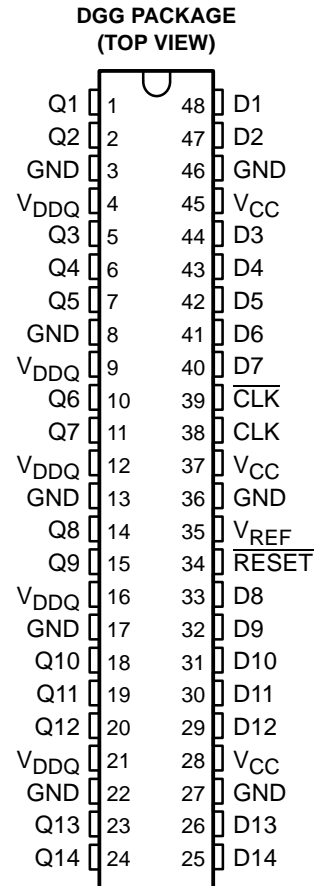 DGG PACKAGE
(TOP VIEW)
Q1 1 48 D1
Q2 2 47 D2
GND 3 46 GND
VDDQ 4 45 VCC
Q3 5 44 D3
Q4 6 43 D4
Q5 7 42 D5
GND 8 41 D6
VDDQ 9 40 D7
Q6 10 39 C̅L̅K̅
Q7 11 38 CLK
VDDQ 12 37 VCC
GND 13 36 GND
Q8 14 35 VREF
Q9 15 34 R̅E̅S̅E̅T̅
VDDQ 16 33 D8
GND 17 32 D9
Q10 18 31 D10
Q11 19 30 D11
Q12 20 29 D12
VDDQ 21 28 VCC
GND 22 27 GND
Q13 23 26 D13
Q14 24 25 D14